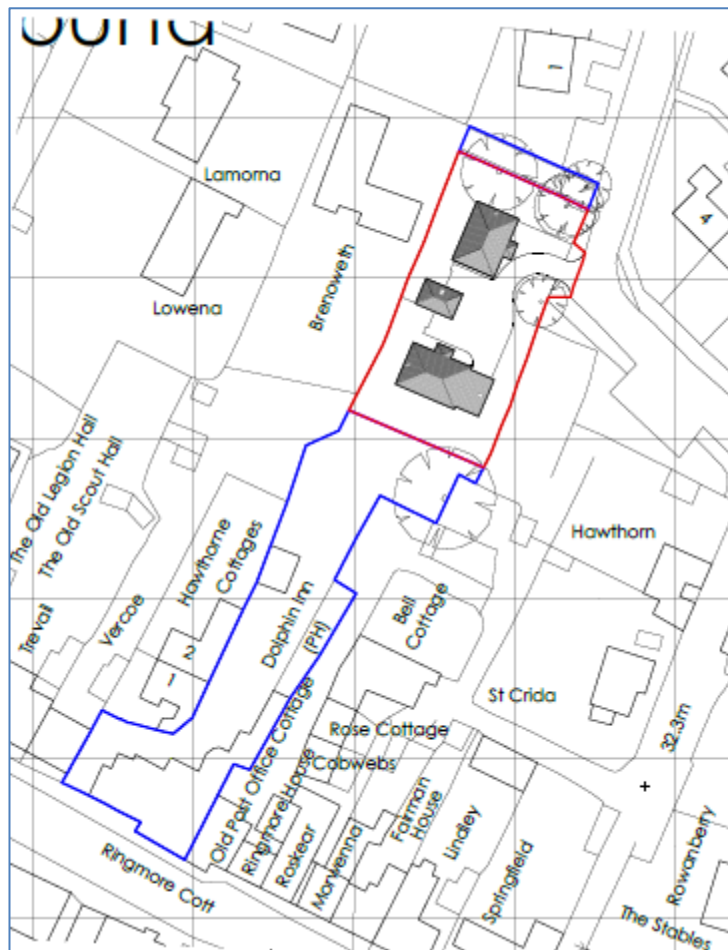 1
Lamorna
4
Lowena
Brenoweth
The Old Legion Hall
The Old Scout Hall
Hawthorne
Cottages
Hawthorn
Trevail
Vercoe
2
1
Dolphin Inn
(PH)
Bell
Cottage
St Crida
32.3m
Old Post Office Cottage
Rose Cottage
Cobwebs
Ringmore House
Roskear
Morwenna
Fairman
House
Lindley
Springfield
Rowanberry
Ringmore Cott
The Stables